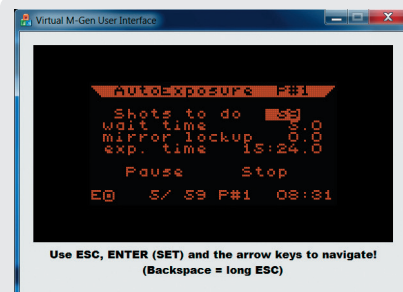 Virtual M-Gen User Interface
AutoExposure P#1
Shots to do 59
wait time 5.0
mirror lockup 0.0
exp. time 15:24.0
Pause Stop
E 5/ 59 P#1 08:31
Use ESC, ENTER (SET) and the arrow keys to navigate!
(Backspace = long ESC)